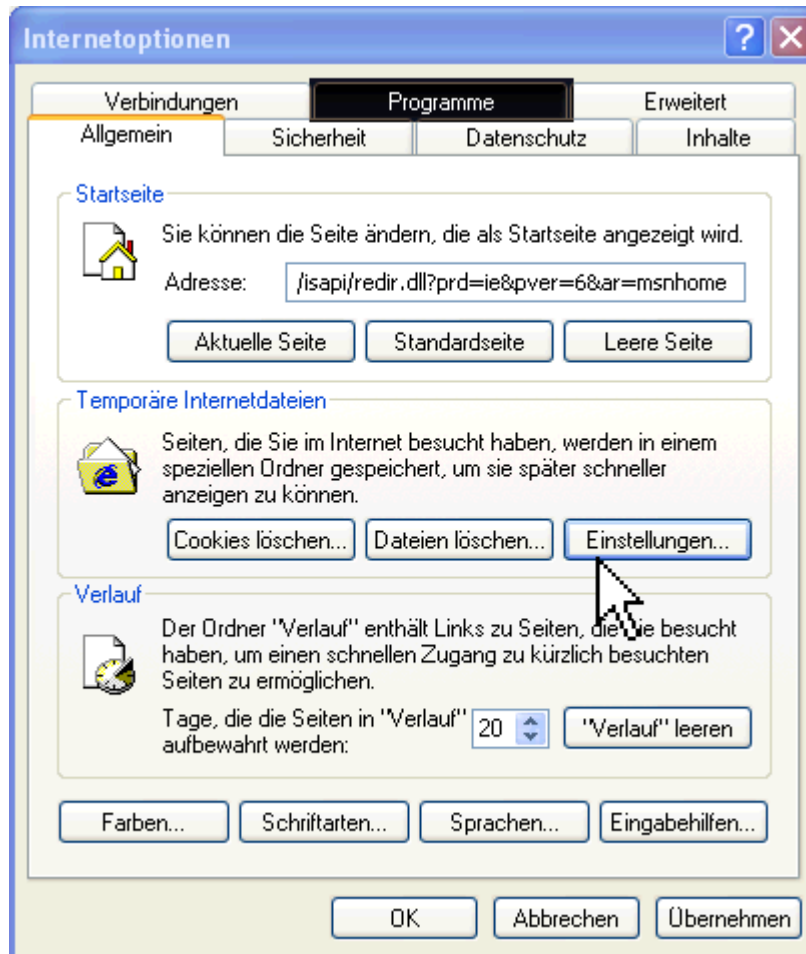 Internetoptionen
Verbindungen Programme Erweitert
Allgemein Sicherheit Datenschutz Inhalte
Startseite
Sie können die Seite ändern, die als Startseite angezeigt wird.
Adresse: /isapi/redir.dll?prd=ie&pver=6&ar=msnhome
Aktuelle Seite Standardseite Leere Seite
Temporäre Internetdateien
Seiten, die Sie im Internet besucht haben, werden in einem
speziellen Ordner gespeichert, um sie später schneller
anzeigen zu können.
Cookies löschen... Dateien löschen... Einstellungen...
Verlauf
Der Ordner "Verlauf" enthält Links zu Seiten, die Sie besucht
haben, um einen schnellen Zugang zu kürzlich besuchten
Seiten zu ermöglichen.
Tage, die die Seiten in "Verlauf"
aufbewahrt werden: 20 "Verlauf" leeren
Farben... Schriftarten... Sprachen... Eingabehilfen...
OK Abbrechen Übernehmen